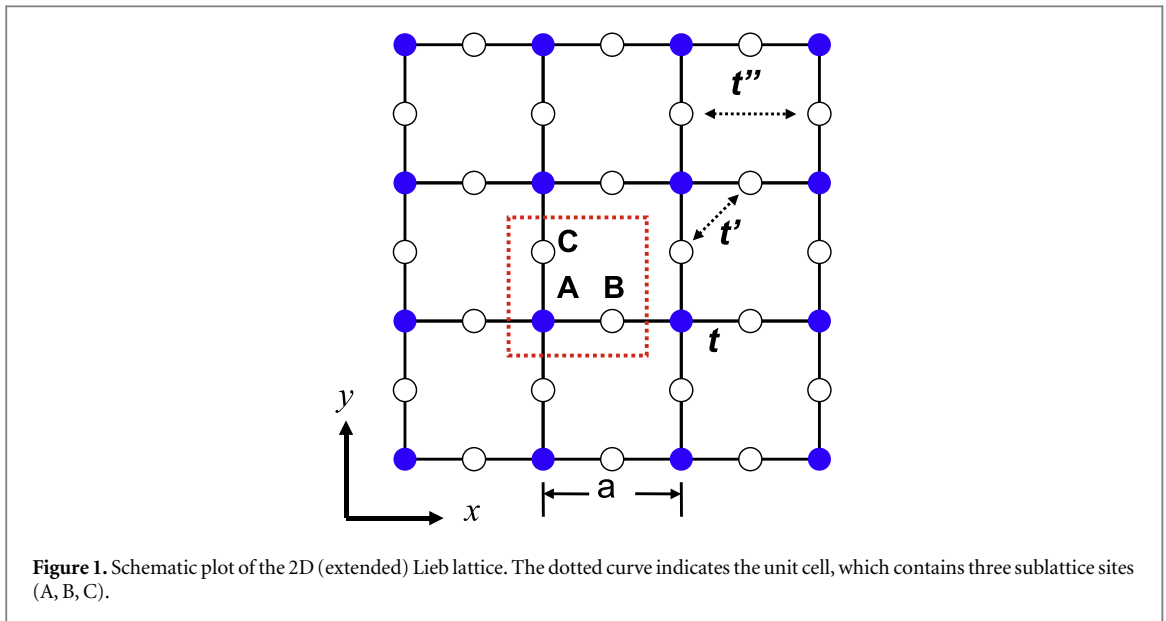 t’’
t’
C
A B
t
y
a
x
Figure 1. Schematic plot of the 2D (extended) Lieb lattice. The dotted curve indicates the unit cell, which contains three sublattice sites
(A, B, C).